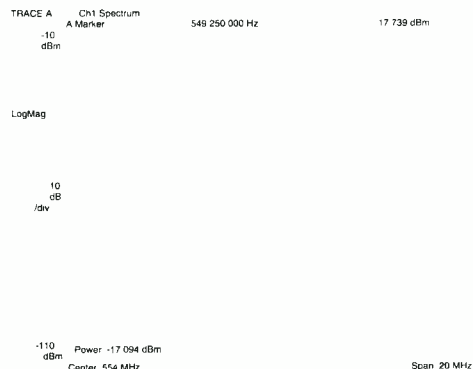 TRACE A Ch1 Spectrum
A Marker 549 250 000 Hz 17 739 dBm
-10
dBm
LogMag
10
dB
/div
-110
dBm
Power -17 094 dBm
Center 554 MHz Span 20 MHz